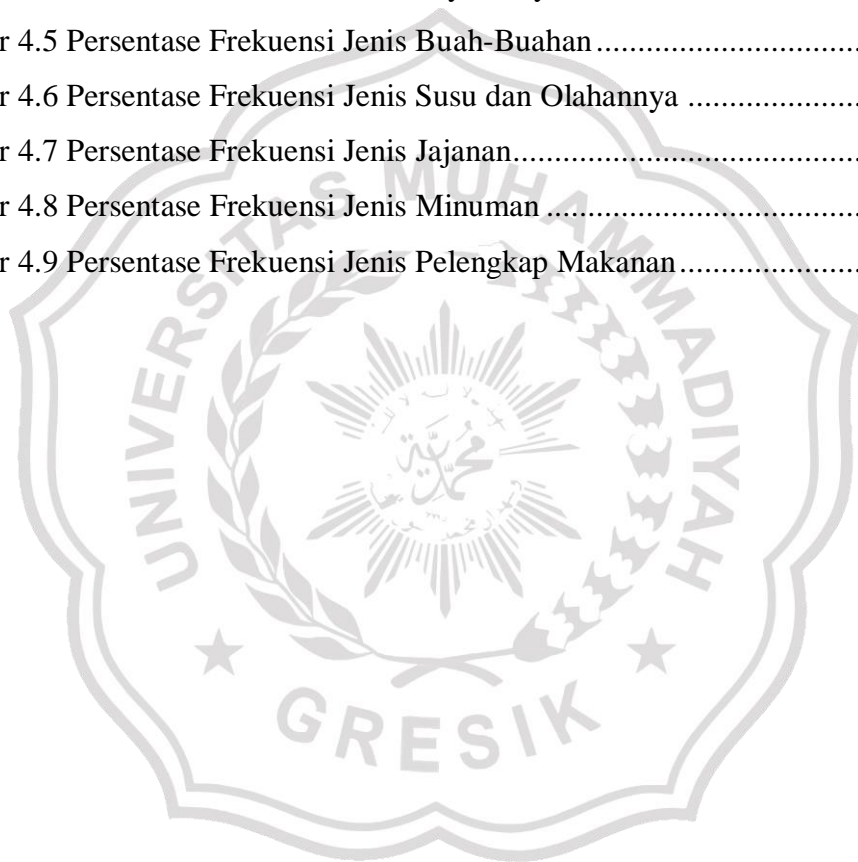 r 4.5 Persentase Frekuensi Jenis Buah-Buahan................................
r 4.6 Persentase Frekuensi Jenis Susu dan Olahannya .....................
r 4.7 Persentase Frekuensi Jenis Jajanan..........................................
r 4.8 Persentase Frekuensi Jenis Minuman ......................................
r 4.9 Persentase Frekuensi Jenis Pelengkap Makanan......................
UNIVERSITAS MUHAMMADIYAH
محمدية
GRESIK